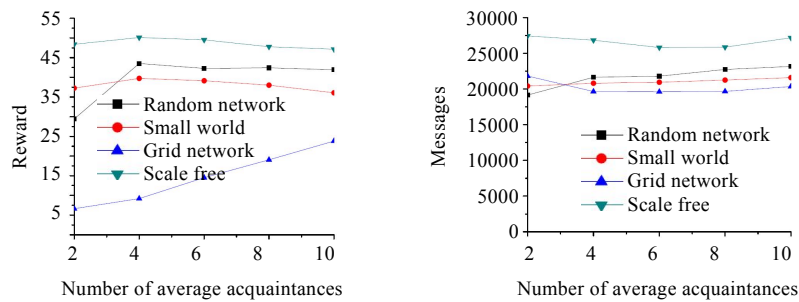 55
45
35
25
15
5
Reward
Random network
Small world
Grid network
Scale free
2
4
6
8
10
Number of average acquaintances
30000
25000
20000
15000
10000
5000
0
Messages
Random network
Small world
Grid network
Scale free
2
4
6
8
10
Number of average acquaintances